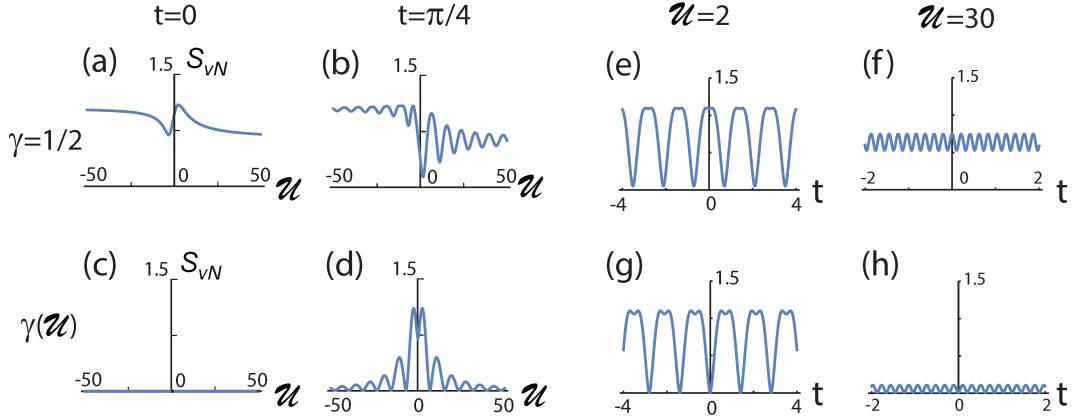 t=0 t=π/4 𝒰=2 𝒰=30
(a) 1.5 S_vN (b) 1.5 (e) 1.5 (f) 1.5
γ=1/2
-50 0 50 𝒰 -50 0 50 𝒰 -4 0 4 t -2 0 2 t
(c) 1.5 S_vN (d) 1.5 (g) 1.5 (h) 1.5
γ(𝒰)
-50 0 50 𝒰 -50 0 50 𝒰 -4 0 4 t -2 0 2 t